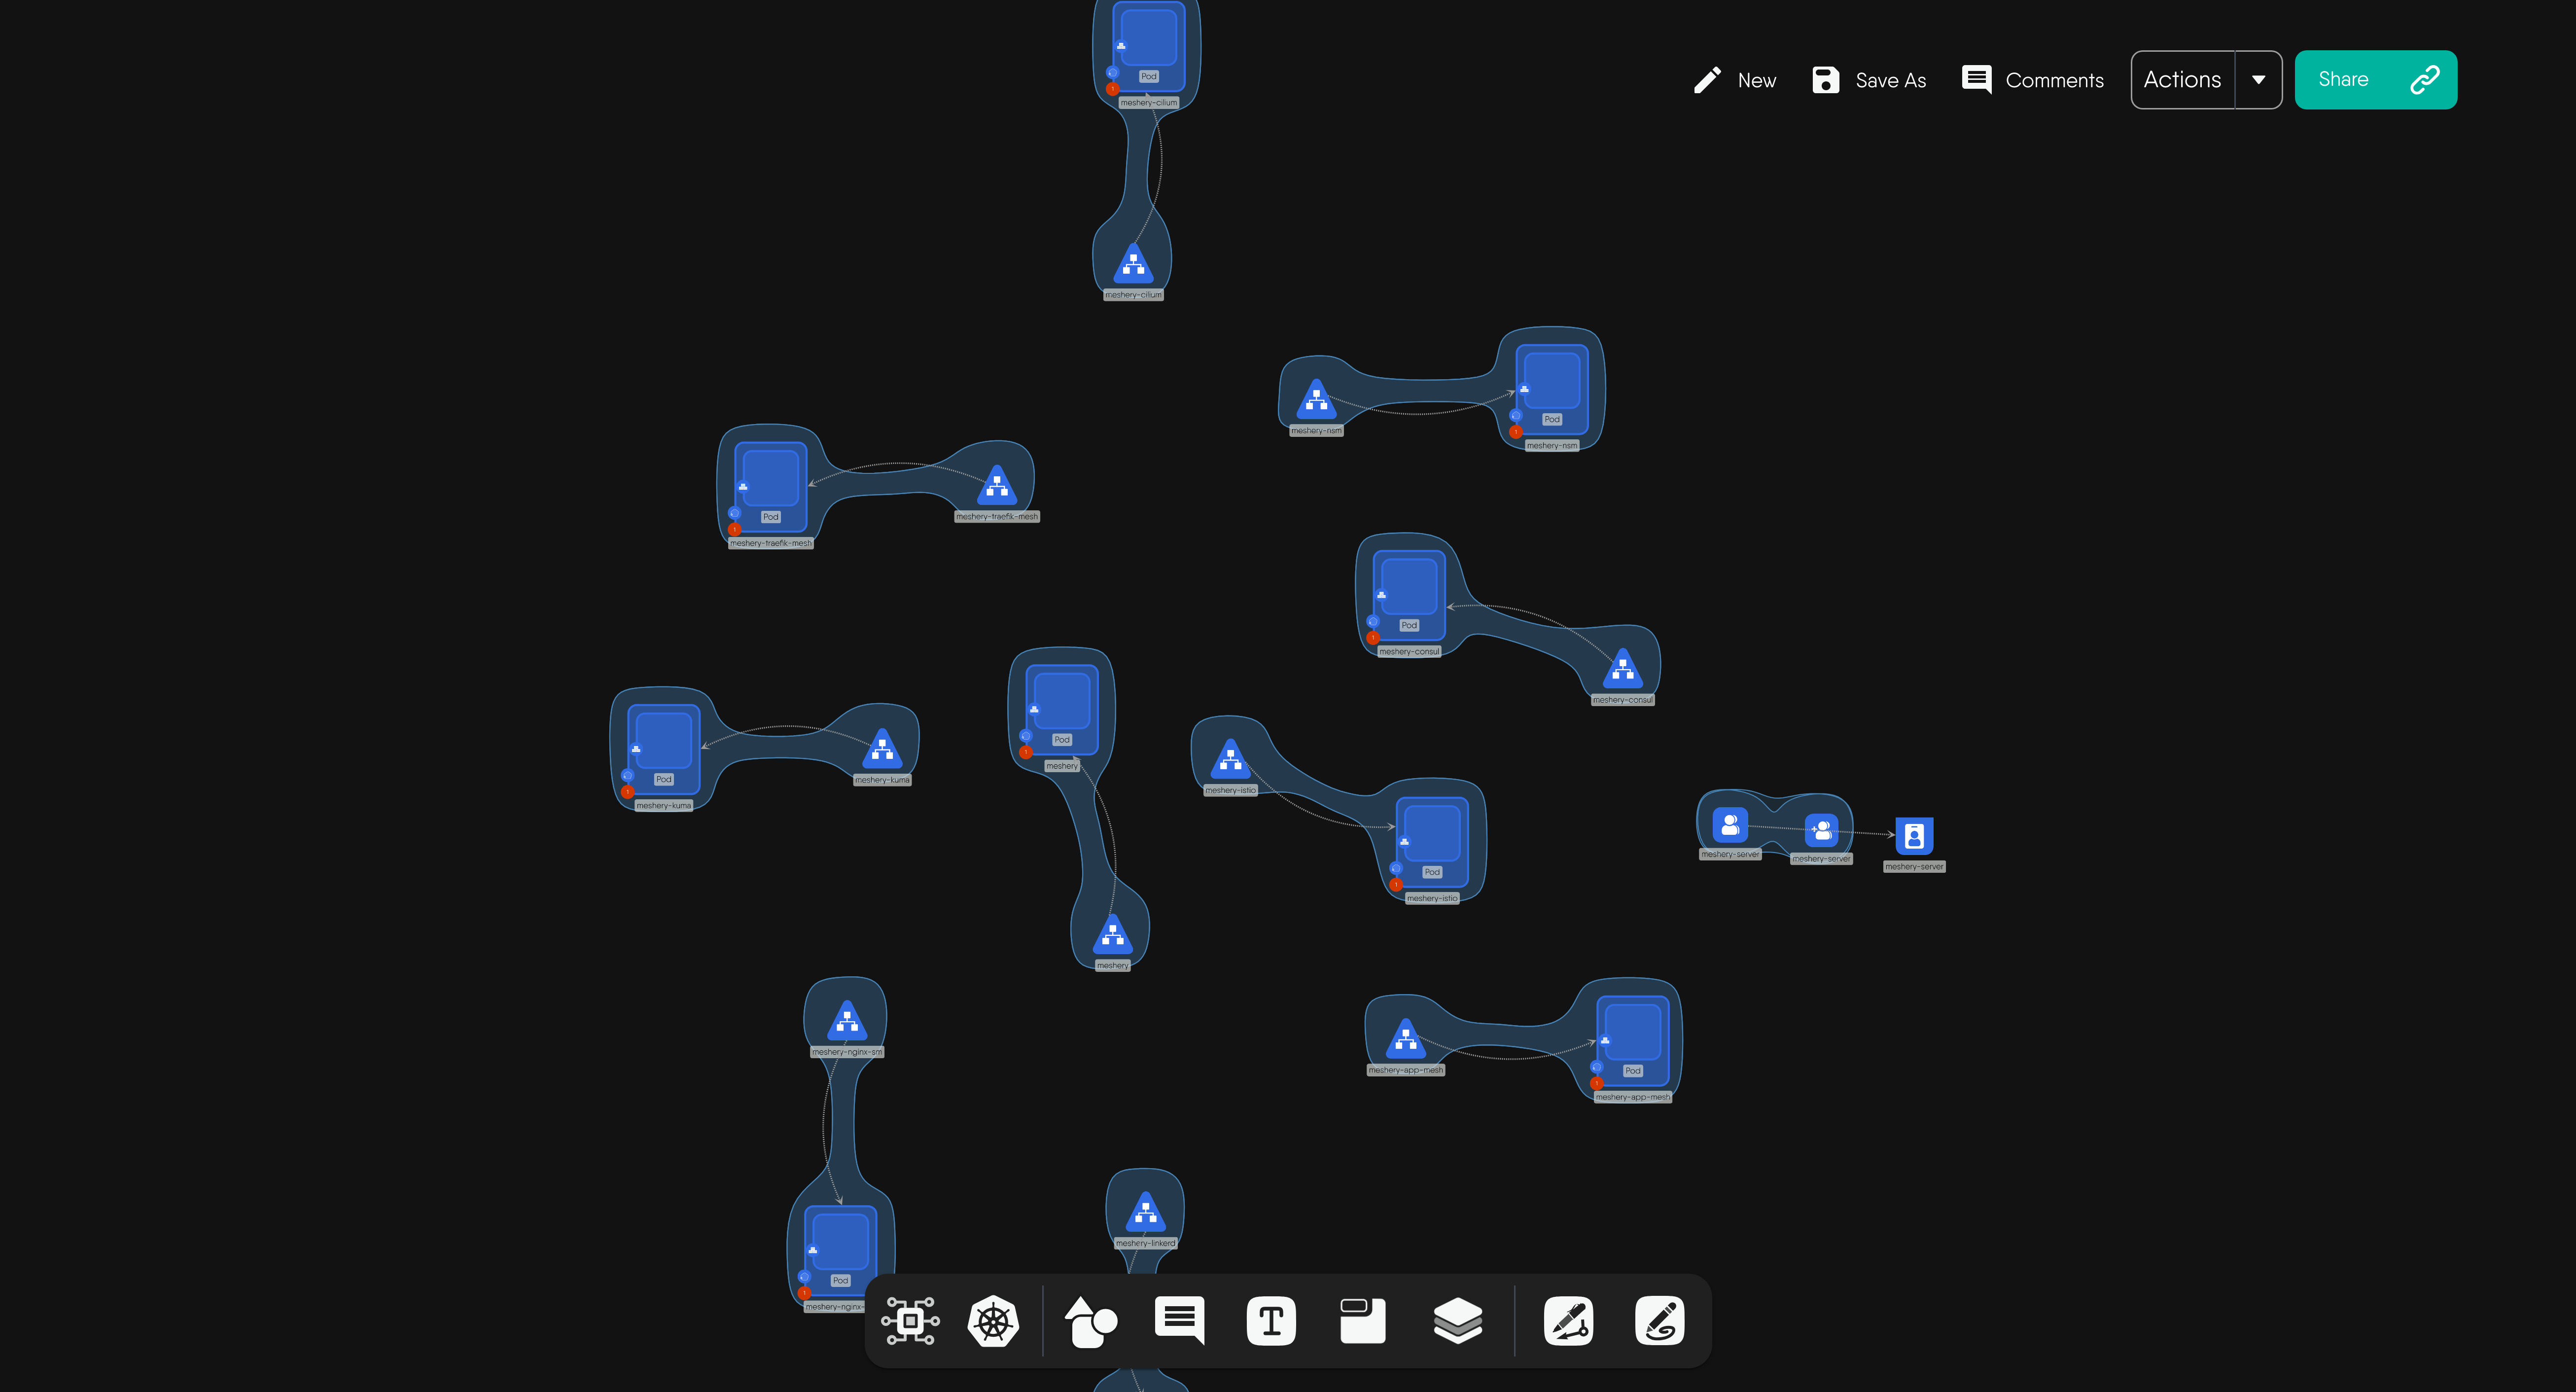 Pod
meshery-cilium
New
Save As
Comments
Actions
Share
meshery-cilium
Pod
meshery-nsm
meshery-nsm
Pod
meshery-traefik-mesh
meshery-traefik-mesh
Pod
meshery-consul
meshery-consul
Pod
meshery
Pod
meshery-kuma
meshery-kuma
meshery-istio
Pod
meshery-istio
meshery-server
meshery-server
meshery-server
meshery
meshery-nginx-sm
meshery-app-mesh
Pod
meshery-app-mesh
meshery-linkerd
Pod
meshery-nginx-
T